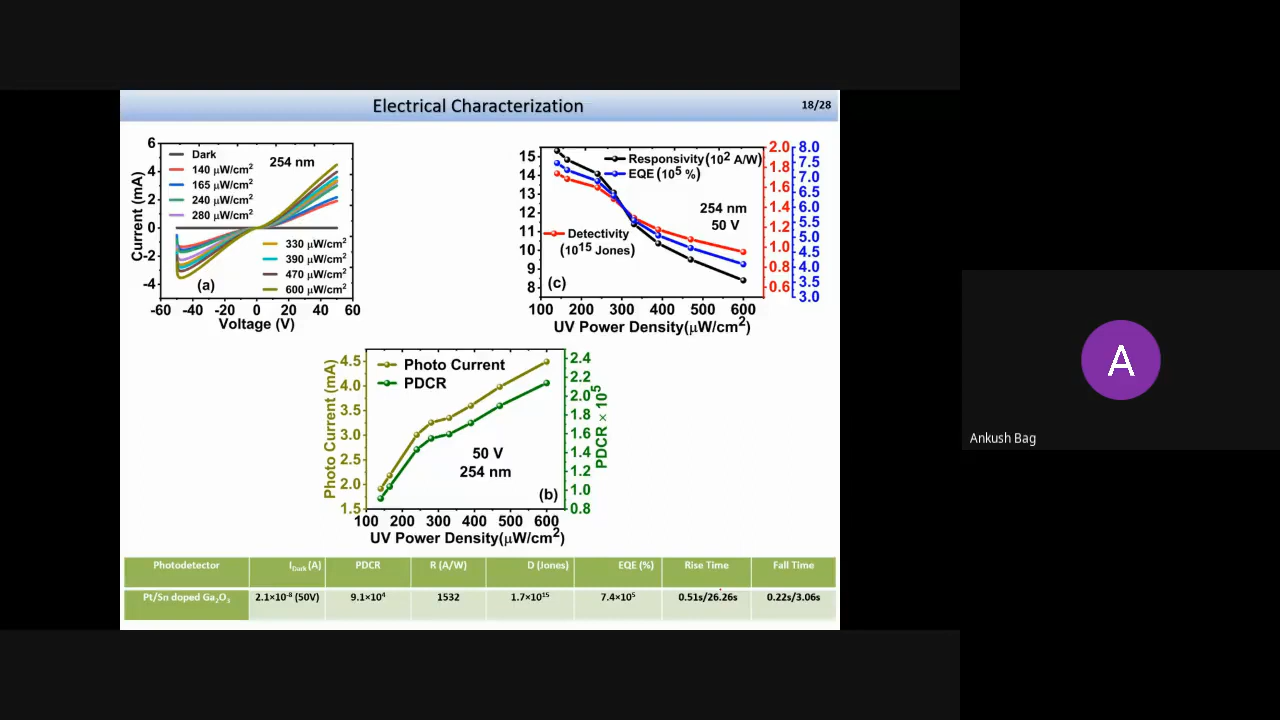 Electrical Characterization
18/28
6
4
2
0
-2
-4
Current (mA)
Dark
140 μW/cm²
165 μW/cm²
240 μW/cm²
280 μW/cm²
254 nm
330 μW/cm²
390 μW/cm²
470 μW/cm²
600 μW/cm²
(a)
-60 -40 -20 0 20 40 60
Voltage (V)
15
14
13
12
11
10
9
8
Responsivity (10² A/W)
EQE (10⁵ %)
254 nm
50 V
Detectivity
(10¹⁵ Jones)
(c)
2.0
1.8
1.6
1.4
1.2
1.0
0.8
0.6
8.0
7.5
7.0
6.5
6.0
5.5
5.0
4.5
4.0
3.5
3.0
100 200 300 400 500 600
UV Power Density(μW/cm²)
4.5
4.0
3.5
3.0
2.5
2.0
1.5
Photo Current (mA)
Photo Current
PDCR
50 V
254 nm
(b)
2.4
2.2
2.0
1.8
1.6
1.4
1.2
1.0
0.8
PDCR × 10⁵
100 200 300 400 500 600
UV Power Density(μW/cm²)
Photodetector I_Dark (A) PDCR R (A/W) D (Jones) EQE (%) Rise Time Fall Time
Pt/Sn doped Ga₂O₃ 2.1×10⁻⁸ (50V) 9.1×10⁴ 1532 1.7×10¹⁵ 7.4×10⁵ 0.51s/26.26s 0.22s/3.06s
A
Ankush Bag